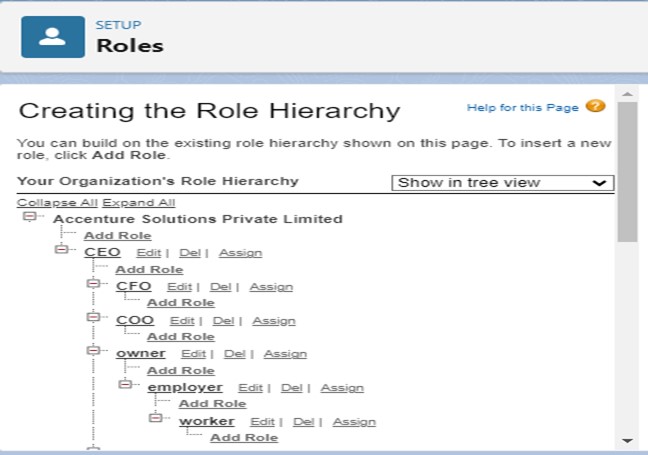 SETUP
Roles
Creating the Role Hierarchy
Help for this Page ?
You can build on the existing role hierarchy shown on this page. To insert a new
role, click Add Role.
Your Organization's Role Hierarchy
Show in tree view
Collapse All Expand All
Accenture Solutions Private Limited
Add Role
CEO Edit | Del | Assign
Add Role
CFO Edit | Del | Assign
Add Role
COO Edit | Del | Assign
Add Role
owner Edit | Del | Assign
Add Role
employer Edit | Del | Assign
Add Role
worker Edit | Del | Assign
Add Role